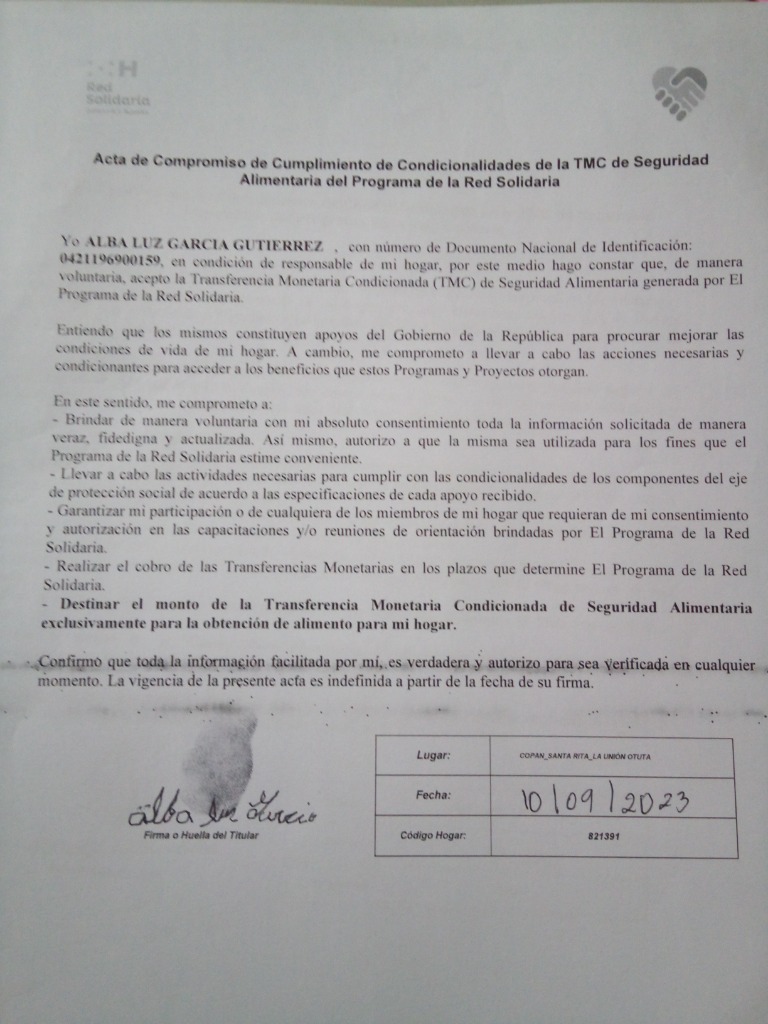 Red
Solidaria
Acta de Compromiso de Cumplimiento de Condicionalidades de la TMC de Seguridad
Alimentaria del Programa de la Red Solidaria
Yo ALBA LUZ GARCIA GUTIERREZ , con número de Documento Nacional de Identificación:
0421196900159, en condición de responsable de mi hogar, por este medio hago constar que, de manera
voluntaria, acepto la Transferencia Monetaria Condicionada (TMC) de Seguridad Alimentaria generada por El
Programa de la Red Solidaria.
Entiendo que los mismos constituyen apoyos del Gobierno de la República para procurar mejorar las
condiciones de vida de mi hogar. A cambio, me comprometo a llevar a cabo las acciones necesarias y
condicionantes para acceder a los beneficios que estos Programas y Proyectos otorgan.
En este sentido, me comprometo a:
- Brindar de manera voluntaria con mi absoluto consentimiento toda la información solicitada de manera
veraz, fidedigna y actualizada. Así mismo, autorizo a que la misma sea utilizada para los fines que el
Programa de la Red Solidaria estime conveniente.
- Llevar a cabo las actividades necesarias para cumplir con las condicionalidades de los componentes del eje
de protección social de acuerdo a las especificaciones de cada apoyo recibido.
- Garantizar mi participación o de cualquiera de los miembros de mi hogar que requieran de mi consentimiento
y autorización en las capacitaciones y/o reuniones de orientación brindadas por El Programa de la Red
Solidaria.
- Realizar el cobro de las Transferencias Monetarias en los plazos que determine El Programa de la Red
Solidaria.
- Destinar el monto de la Transferencia Monetaria Condicionada de Seguridad Alimentaria
exclusivamente para la obtención de alimento para mi hogar.
Confirmo que toda la información facilitada por mí, es verdadera y autorizo para sea verificada en cualquier
momento. La vigencia de la presente acta es indefinida a partir de la fecha de su firma.
Alba luz Garcia
Firma o Huella del Titular
Lugar: COPAN_SANTA RITA_LA UNIÓN OTUTA
Fecha: 10/09/2023
Código Hogar: 821391